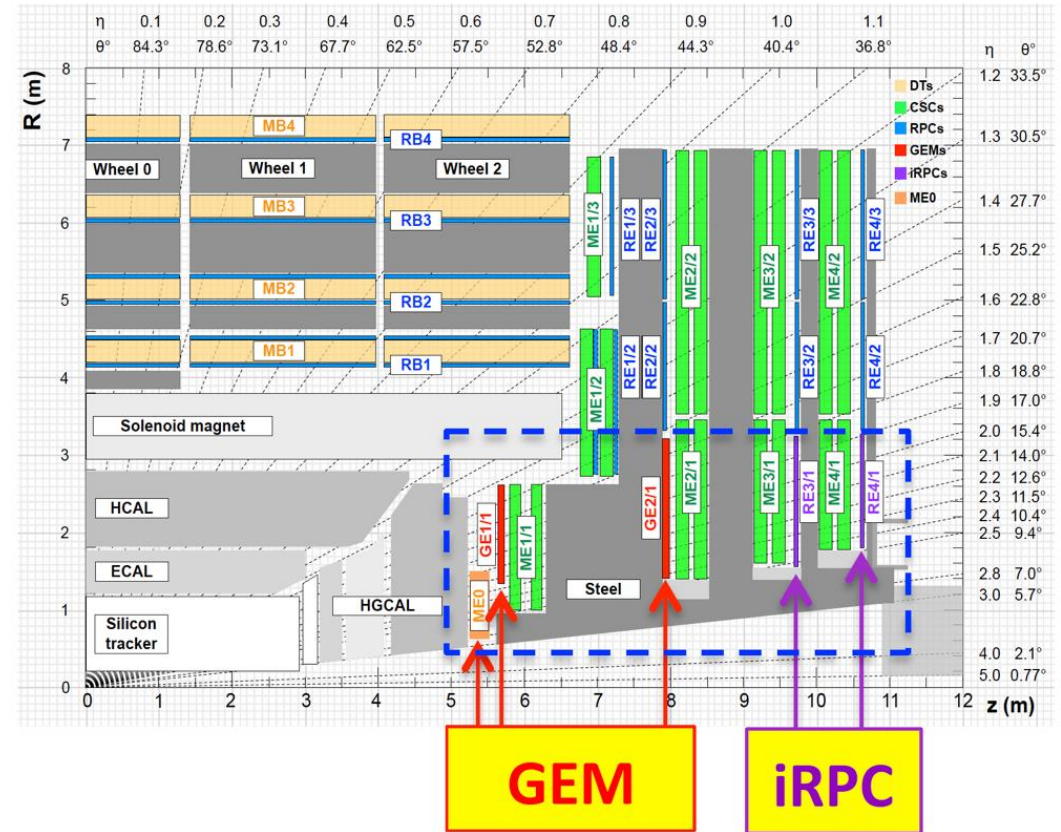 η 0.1 0.2 0.3 0.4 0.5 0.6 0.7 0.8 0.9 1.0 1.1
θ° 84.3° 78.6° 73.1° 67.7° 62.5° 57.5° 52.8° 48.4° 44.3° 40.4° 36.8° η θ°
R (m)
8
7
6
5
4
3
2
1
0
1.2 33.5°
1.3 30.5°
1.4 27.7°
1.5 25.2°
1.6 22.8°
1.7 20.7°
1.8 18.8°
1.9 17.0°
2.0 15.4°
2.1 14.0°
2.2 12.6°
2.3 11.5°
2.4 10.4°
2.5 9.4°
2.8 7.0°
3.0 5.7°
4.0 2.1°
5.0 0.77°
DTs
CSCs
RPCs
GEMs
iRPCs
ME0
MB4
RB4
Wheel 0
Wheel 1
Wheel 2
MB3
RB3
MB2
RB2
MB1
RB1
Solenoid magnet
HCAL
ECAL
HGCAL
Silicon
tracker
Steel
ME1/3
RE1/3
RE2/3
ME2/2
ME3/2
RE3/3
ME4/2
RE4/3
ME1/2
RE1/2
RE2/2
RE3/2
RE4/2
GE1/1
ME1/1
ME0
GE2/1
ME2/1
ME3/1
RE3/1
ME4/1
RE4/1
0 1 2 3 4 5 6 7 8 9 10 11 12 z (m)
GEM
iRPC